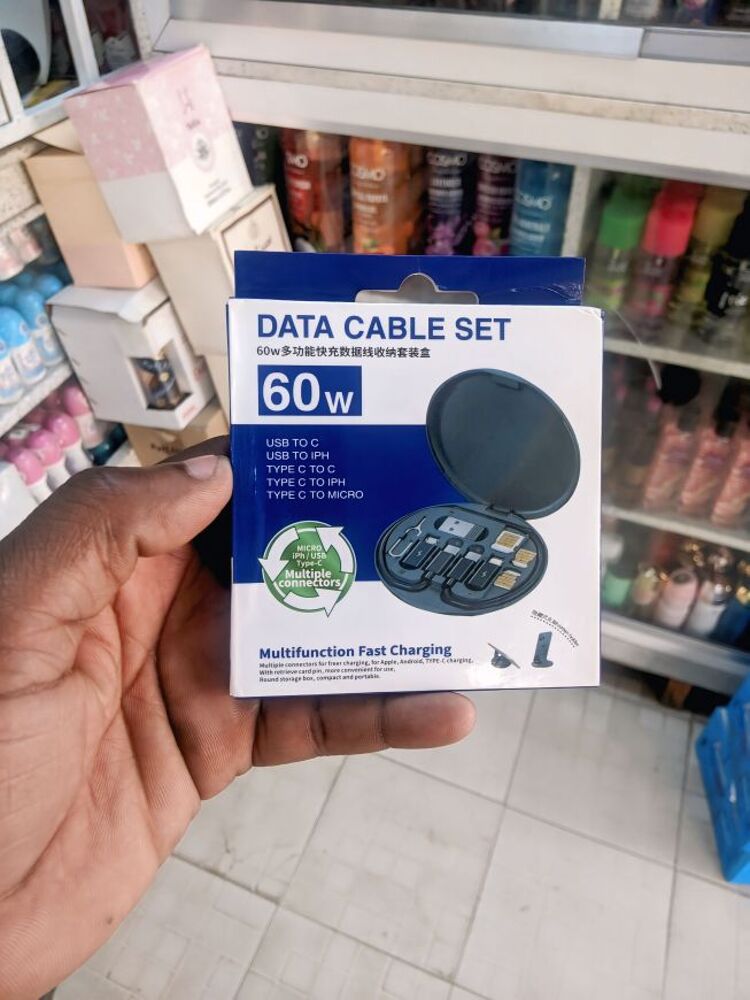 DATA CABLE SET
60w多功能快充数据线收纳套装盒
60W
USB TO C
USB TO IPH
TYPE C TO C
TYPE C TO IPH
TYPE C TO MICRO
MICRO
iPh / USB
Type-C
Multiple
connectors
Multifunction Fast Charging
Multiple connectors for freer charging, for Apple, Android, TYPE-C charging,
With retrieve card pin, more convenient for use,
Round storage box, compact and portable.
COSMO
COSMO